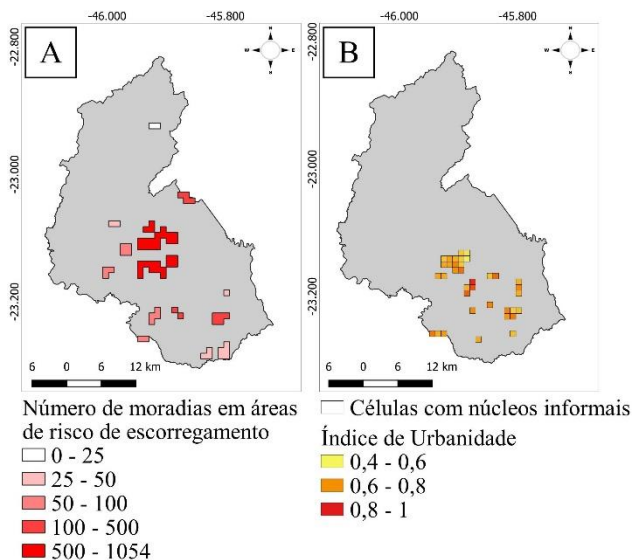 -46.000 -45.800
A
N
W E
S
-22.800
-23.000
-23.200
6 0 6 12 km
Número de moradias em áreas
de risco de escorregamento
0 - 25
25 - 50
50 - 100
100 - 500
500 - 1054
-46.000 -45.800
B
N
W E
S
-22.800
-23.000
-23.200
6 0 6 12 km
Células com núcleos informais
Índice de Urbanidade
0,4 - 0,6
0,6 - 0,8
0,8 - 1